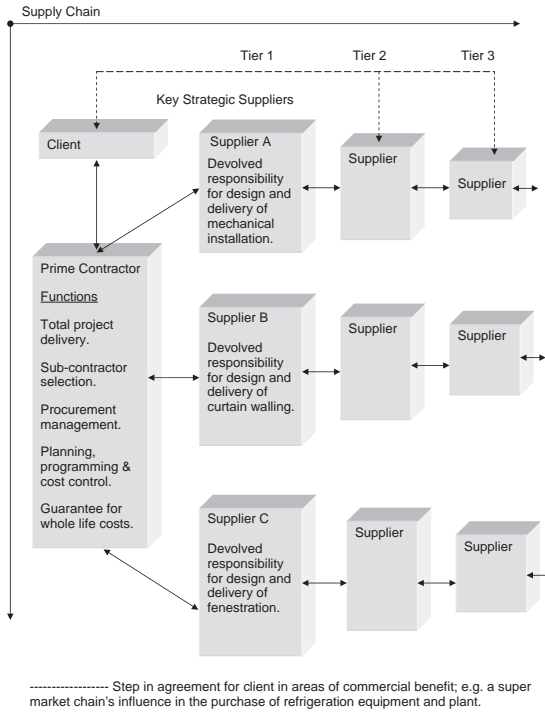 Supply Chain
Tier 1
Tier 2
Tier 3
Key Strategic Suppliers
Client
Supplier A
Devolved
responsibility
for design and
delivery of
mechanical
installation.
Supplier
Supplier
Prime Contractor
Functions
Total project
delivery.
Sub-contractor
selection.
Procurement
management.
Planning,
programming &
cost control.
Guarantee for
whole life costs.
Supplier B
Devolved
responsibility
for design and
delivery of
curtain walling.
Supplier
Supplier
Supplier C
Devolved
responsibility
for design and
delivery of
fenestration.
Supplier
Supplier
------------------ Step in agreement for client in areas of commercial benefit; e.g. a super
market chain's influence in the purchase of refrigeration equipment and plant.